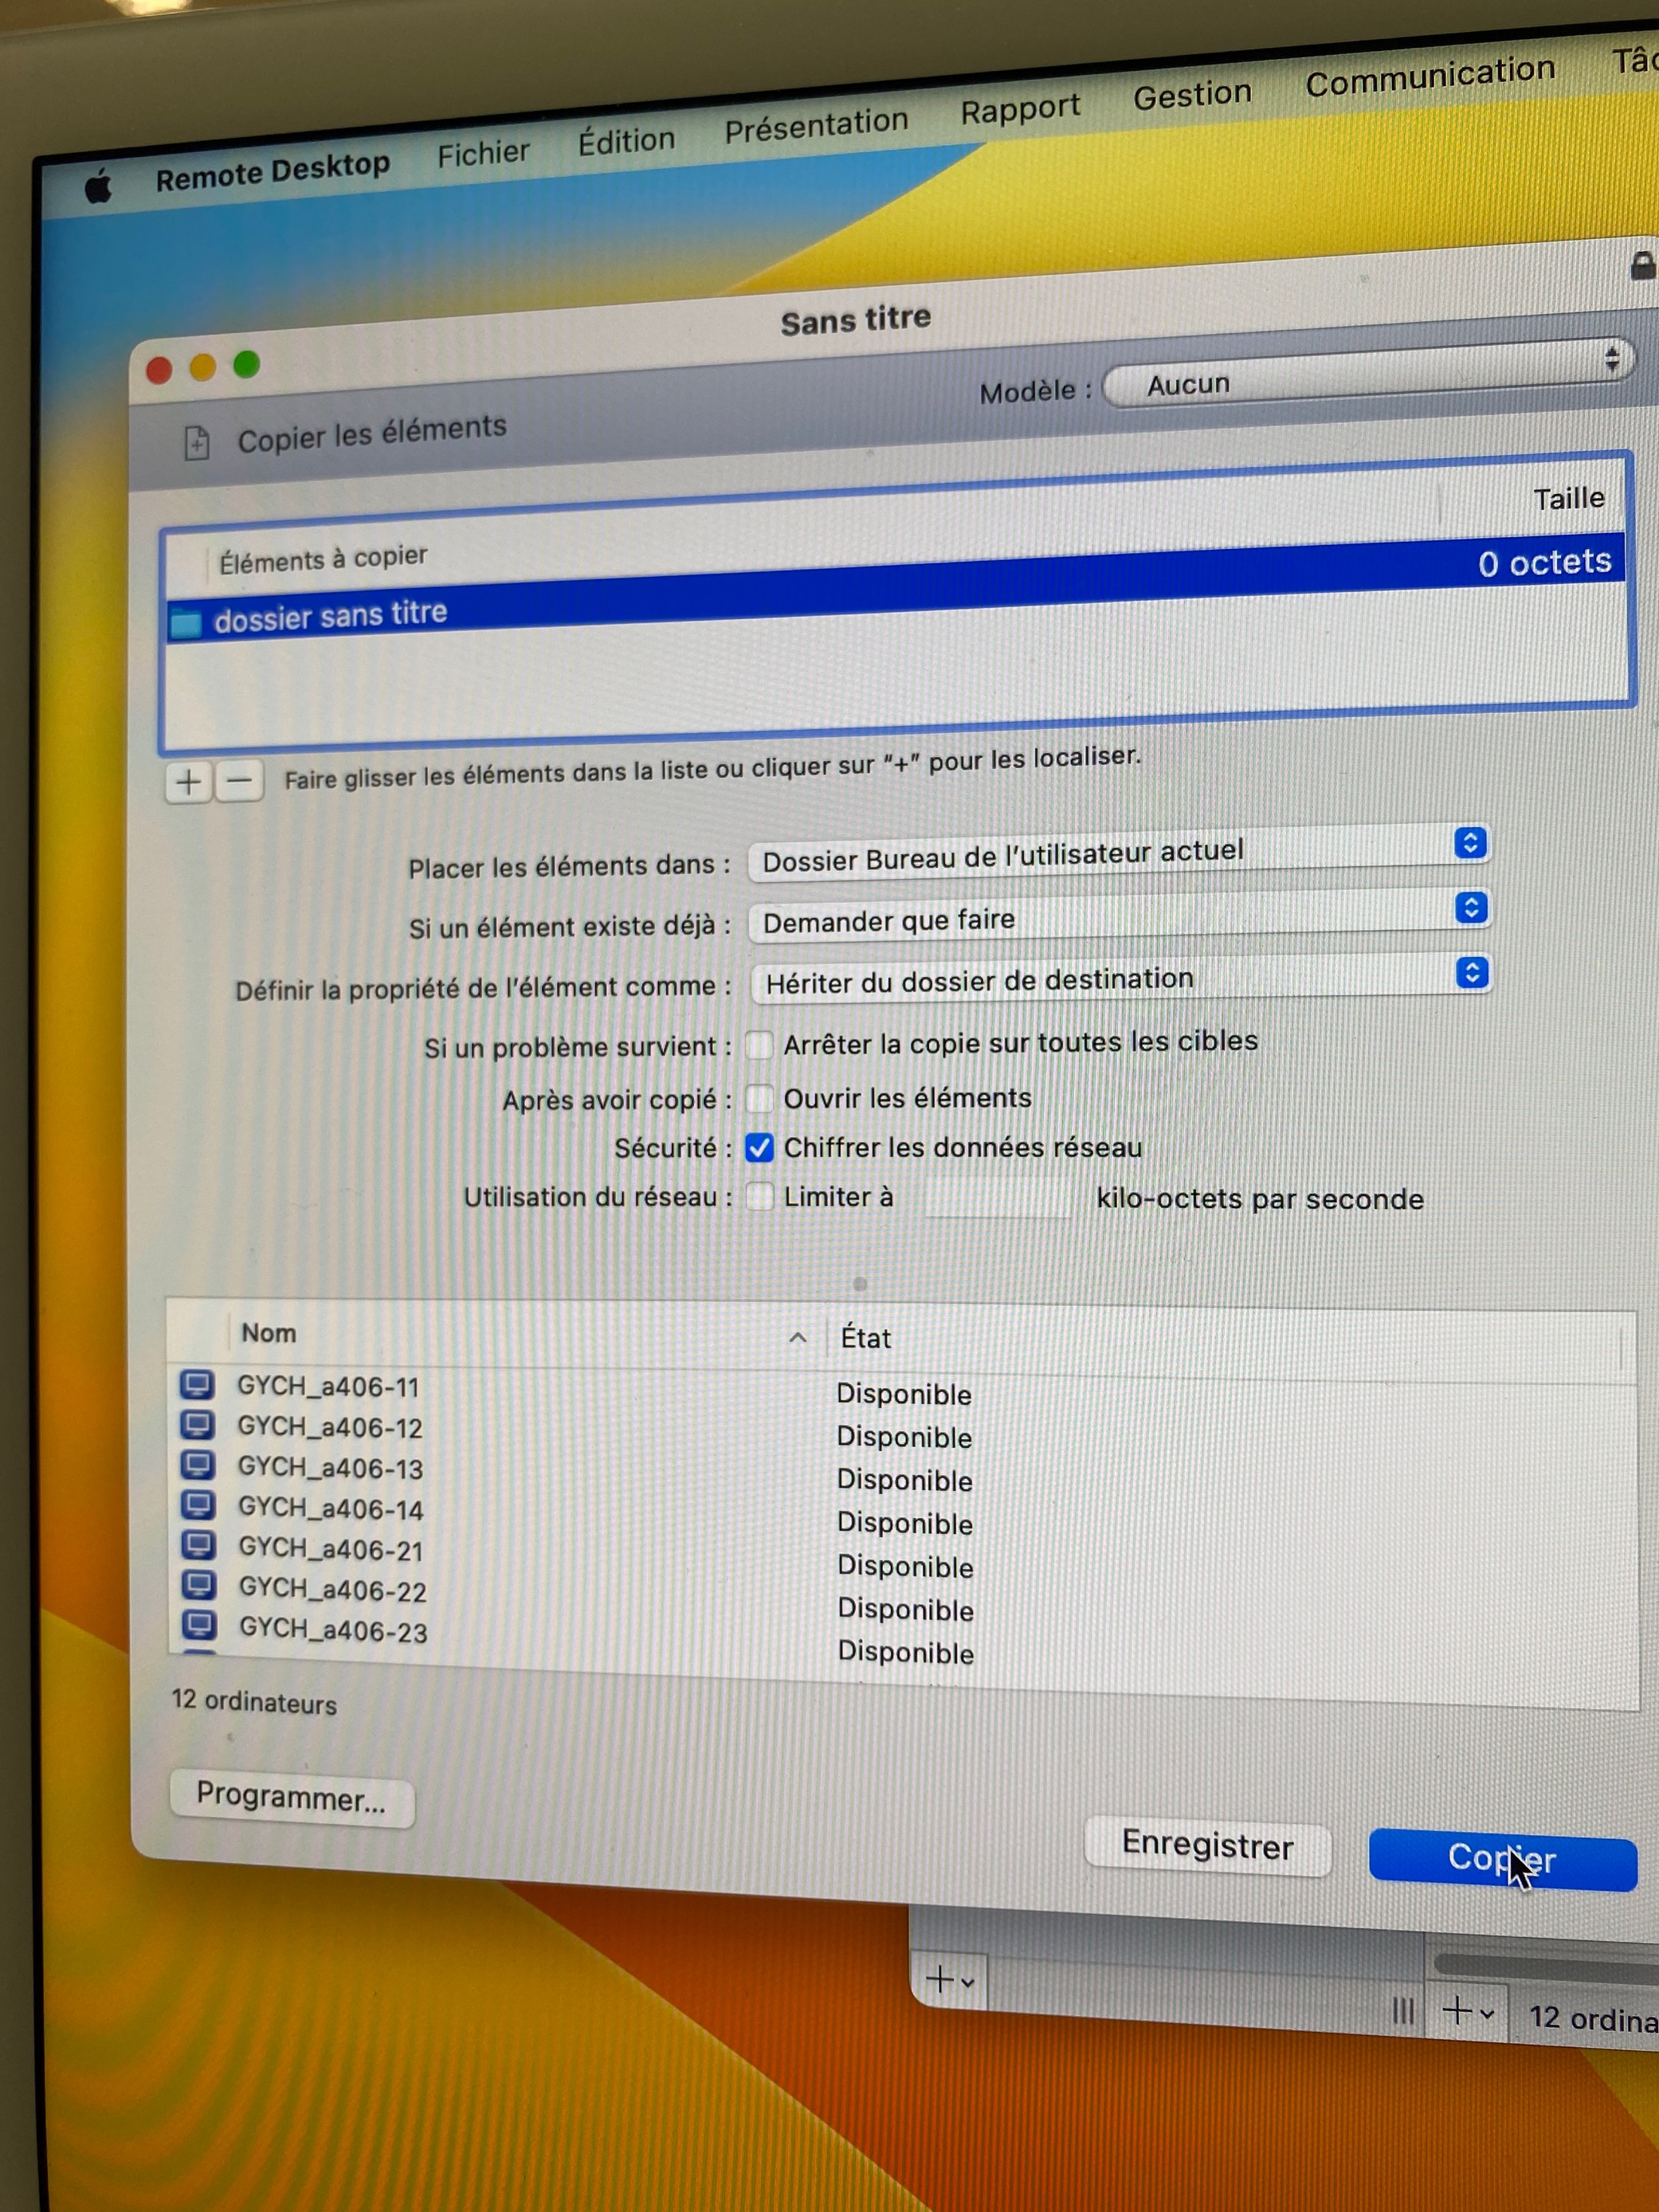 Remote Desktop Fichier Édition Présentation Rapport Gestion Communication
Sans titre
Copier les éléments
Modèle : Aucun
Éléments à copier Taille
dossier sans titre 0 octets
Faire glisser les éléments dans la liste ou cliquer sur "+" pour les localiser.
Placer les éléments dans : Dossier Bureau de l'utilisateur actuel
Si un élément existe déjà : Demander que faire
Définir la propriété de l'élément comme : Hériter du dossier de destination
Si un problème survient : Arrêter la copie sur toutes les cibles
Après avoir copié : Ouvrir les éléments
Sécurité : Chiffrer les données réseau
Utilisation du réseau : Limiter à kilo-octets par seconde
Nom État
GYCH_a406-11 Disponible
GYCH_a406-12 Disponible
GYCH_a406-13 Disponible
GYCH_a406-14 Disponible
GYCH_a406-21 Disponible
GYCH_a406-22 Disponible
GYCH_a406-23 Disponible
12 ordinateurs
Programmer...
Enregistrer Copier
12 ordina